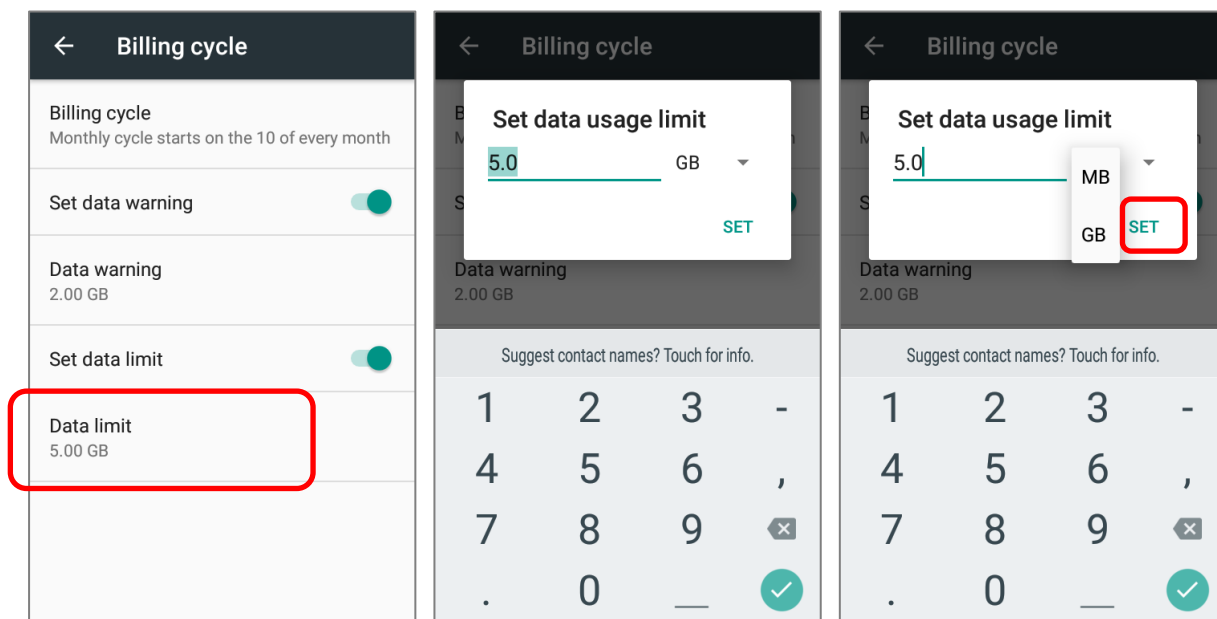 Billing cycle
Billing cycle
Monthly cycle starts on the 10 of every month
Set data warning
Data warning
2.00 GB
Set data limit
Data limit
5.00 GB
Billing cycle
B
M
Set data usage limit
5.0 GB
S
SET
Data warning
2.00 GB
Suggest contact names? Touch for info.
1 2 3 -
4 5 6 ,
7 8 9
. 0 _
Billing cycle
B
M
Set data usage limit
5.0
MB
S
GB
SET
Data warning
2.00 GB
Suggest contact names? Touch for info.
1 2 3 -
4 5 6 ,
7 8 9
. 0 _